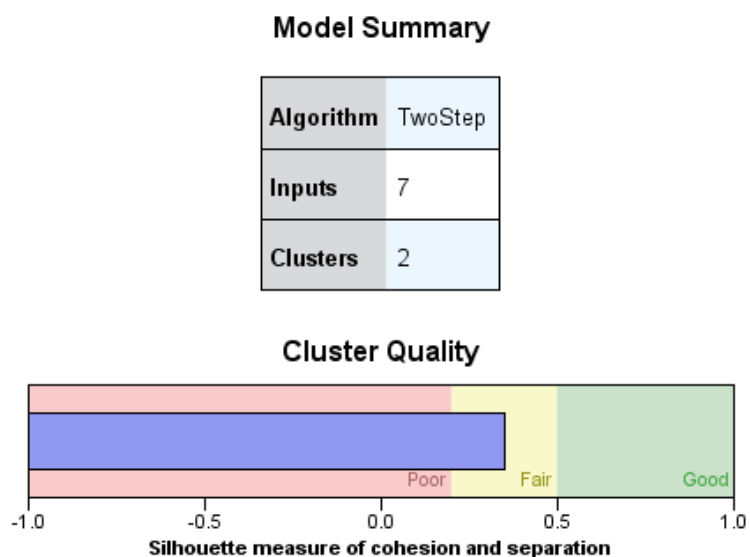 Model Summary
Algorithm TwoStep
Inputs 7
Clusters 2
Cluster Quality
Poor Fair Good
-1.0 -0.5 0.0 0.5 1.0
Silhouette measure of cohesion and separation